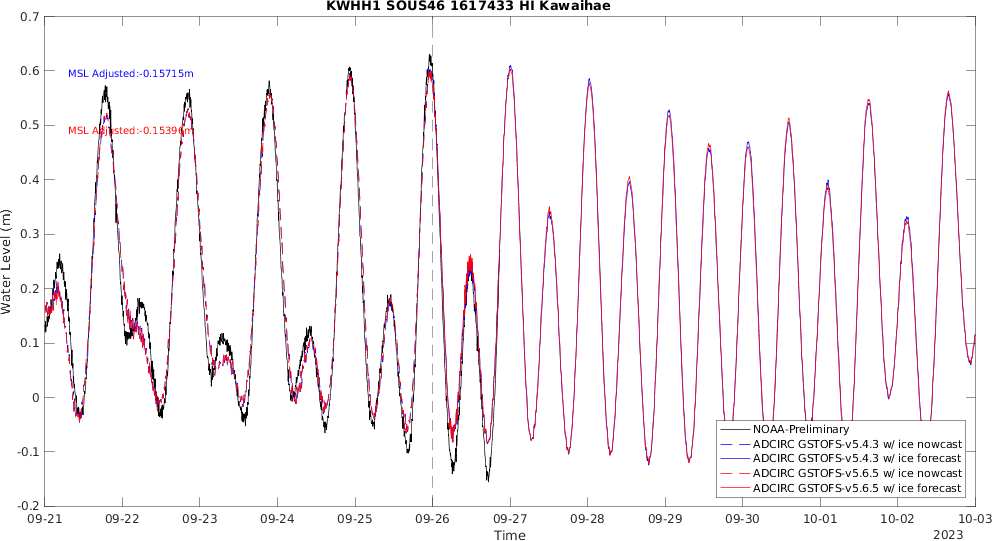 KWHH1 SOUS46 1617433 HI Kawaihae
0.7
0.6
0.5
0.4
0.3
0.2
0.1
0
-0.1
-0.2
Water Level (m)
MSL Adjusted:-0.15715m
MSL Adjusted:-0.15396m
NOAA-Preliminary
ADCIRC GSTOFS-v5.4.3 w/ ice nowcast
ADCIRC GSTOFS-v5.4.3 w/ ice forecast
ADCIRC GSTOFS-v5.6.5 w/ ice nowcast
ADCIRC GSTOFS-v5.6.5 w/ ice forecast
09-21 09-22 09-23 09-24 09-25 09-26 09-27 09-28 09-29 09-30 10-01 10-02 10-03
Time
2023